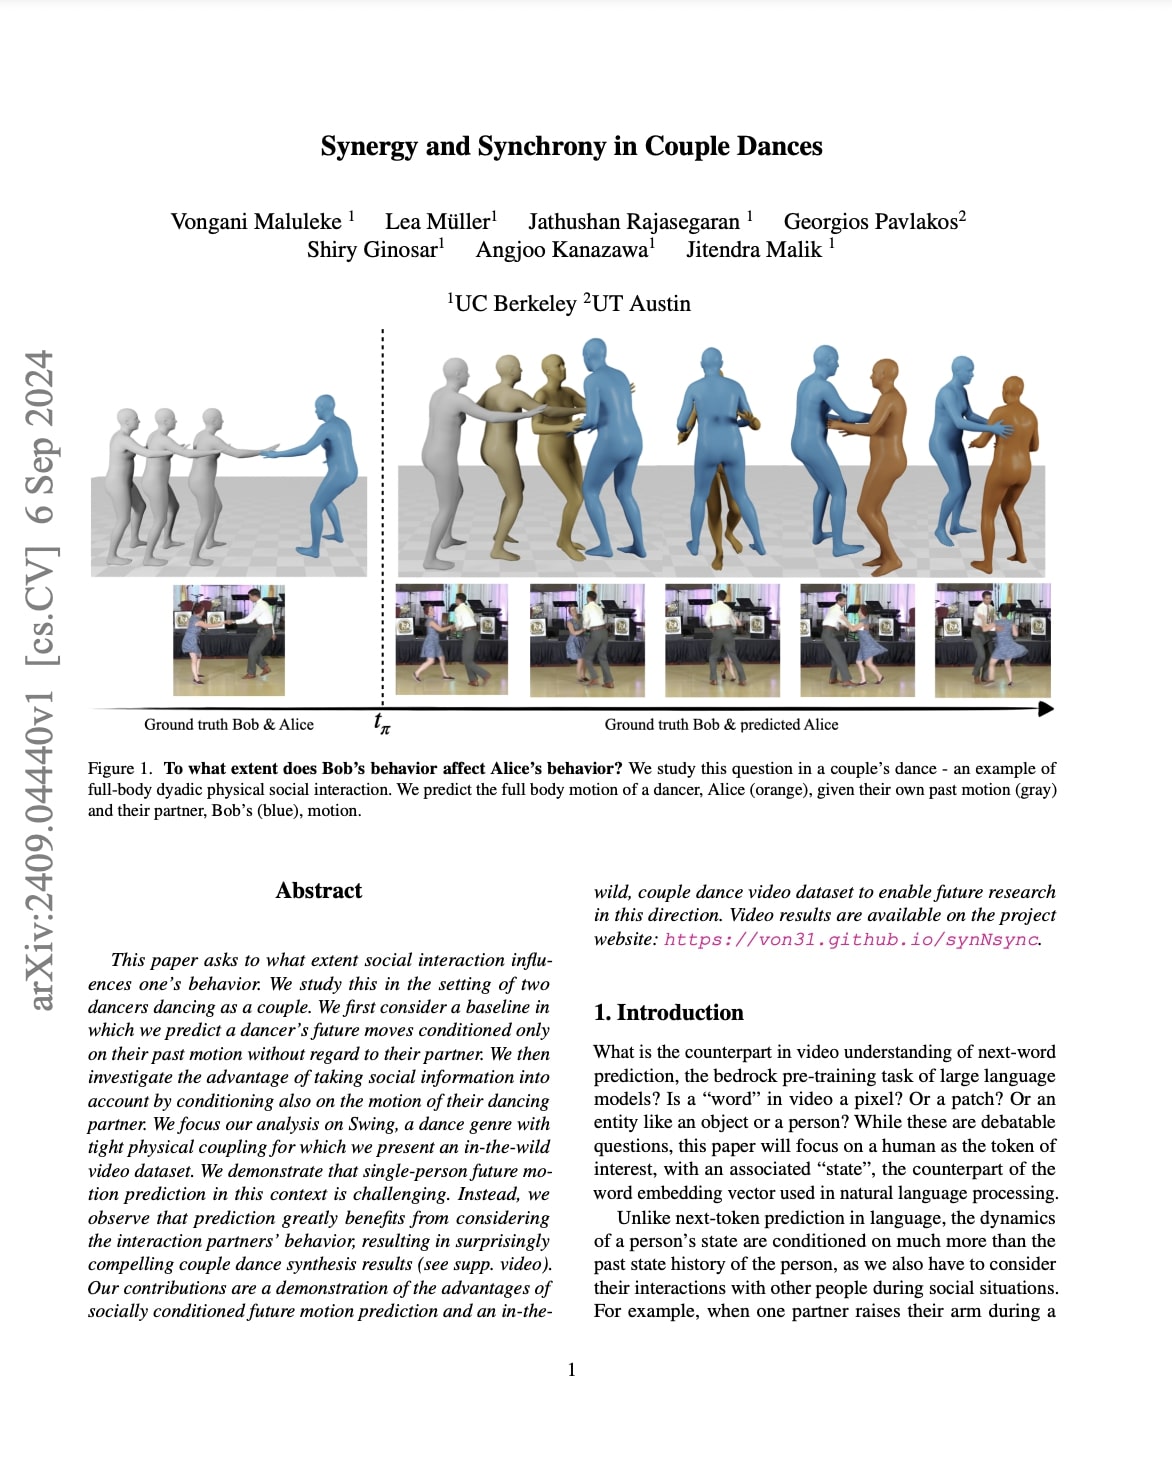 Synergy and Synchrony in Couple Dances
Vongani Maluleke 1 Lea Müller1 Jathushan Rajasegaran 1 Georgios Pavlakos2
Shiry Ginosar1 Angjoo Kanazawa1 Jitendra Malik 1
1UC Berkeley 2UT Austin
arXiv:2409.04440v1 [cs.CV] 6 Sep 2024
Ground truth Bob & Alice
tπ
Ground truth Bob & predicted Alice
Figure 1. To what extent does Bob's behavior affect Alice's behavior? We study this question in a couple's dance - an example of
full-body dyadic physical social interaction. We predict the full body motion of a dancer, Alice (orange), given their own past motion (gray)
and their partner, Bob's (blue), motion.
Abstract
This paper asks to what extent social interaction influ-
ences one's behavior. We study this in the setting of two
dancers dancing as a couple. We first consider a baseline in
which we predict a dancer's future moves conditioned only
on their past motion without regard to their partner. We then
investigate the advantage of taking social information into
account by conditioning also on the motion of their dancing
partner. We focus our analysis on Swing, a dance genre with
tight physical coupling for which we present an in-the-wild
video dataset. We demonstrate that single-person future mo-
tion prediction in this context is challenging. Instead, we
observe that prediction greatly benefits from considering
the interaction partners' behavior, resulting in surprisingly
compelling couple dance synthesis results (see supp. video).
Our contributions are a demonstration of the advantages of
socially conditioned future motion prediction and an in-the-
wild, couple dance video dataset to enable future research
in this direction. Video results are available on the project
website: https://von31.github.io/synNsync.
1. Introduction
What is the counterpart in video understanding of next-word
prediction, the bedrock pre-training task of large language
models? Is a "word" in video a pixel? Or a patch? Or an
entity like an object or a person? While these are debatable
questions, this paper will focus on a human as the token of
interest, with an associated "state", the counterpart of the
word embedding vector used in natural language processing.
Unlike next-token prediction in language, the dynamics
of a person's state are conditioned on much more than the
past state history of the person, as we also have to consider
their interactions with other people during social situations.
For example, when one partner raises their arm during a
1